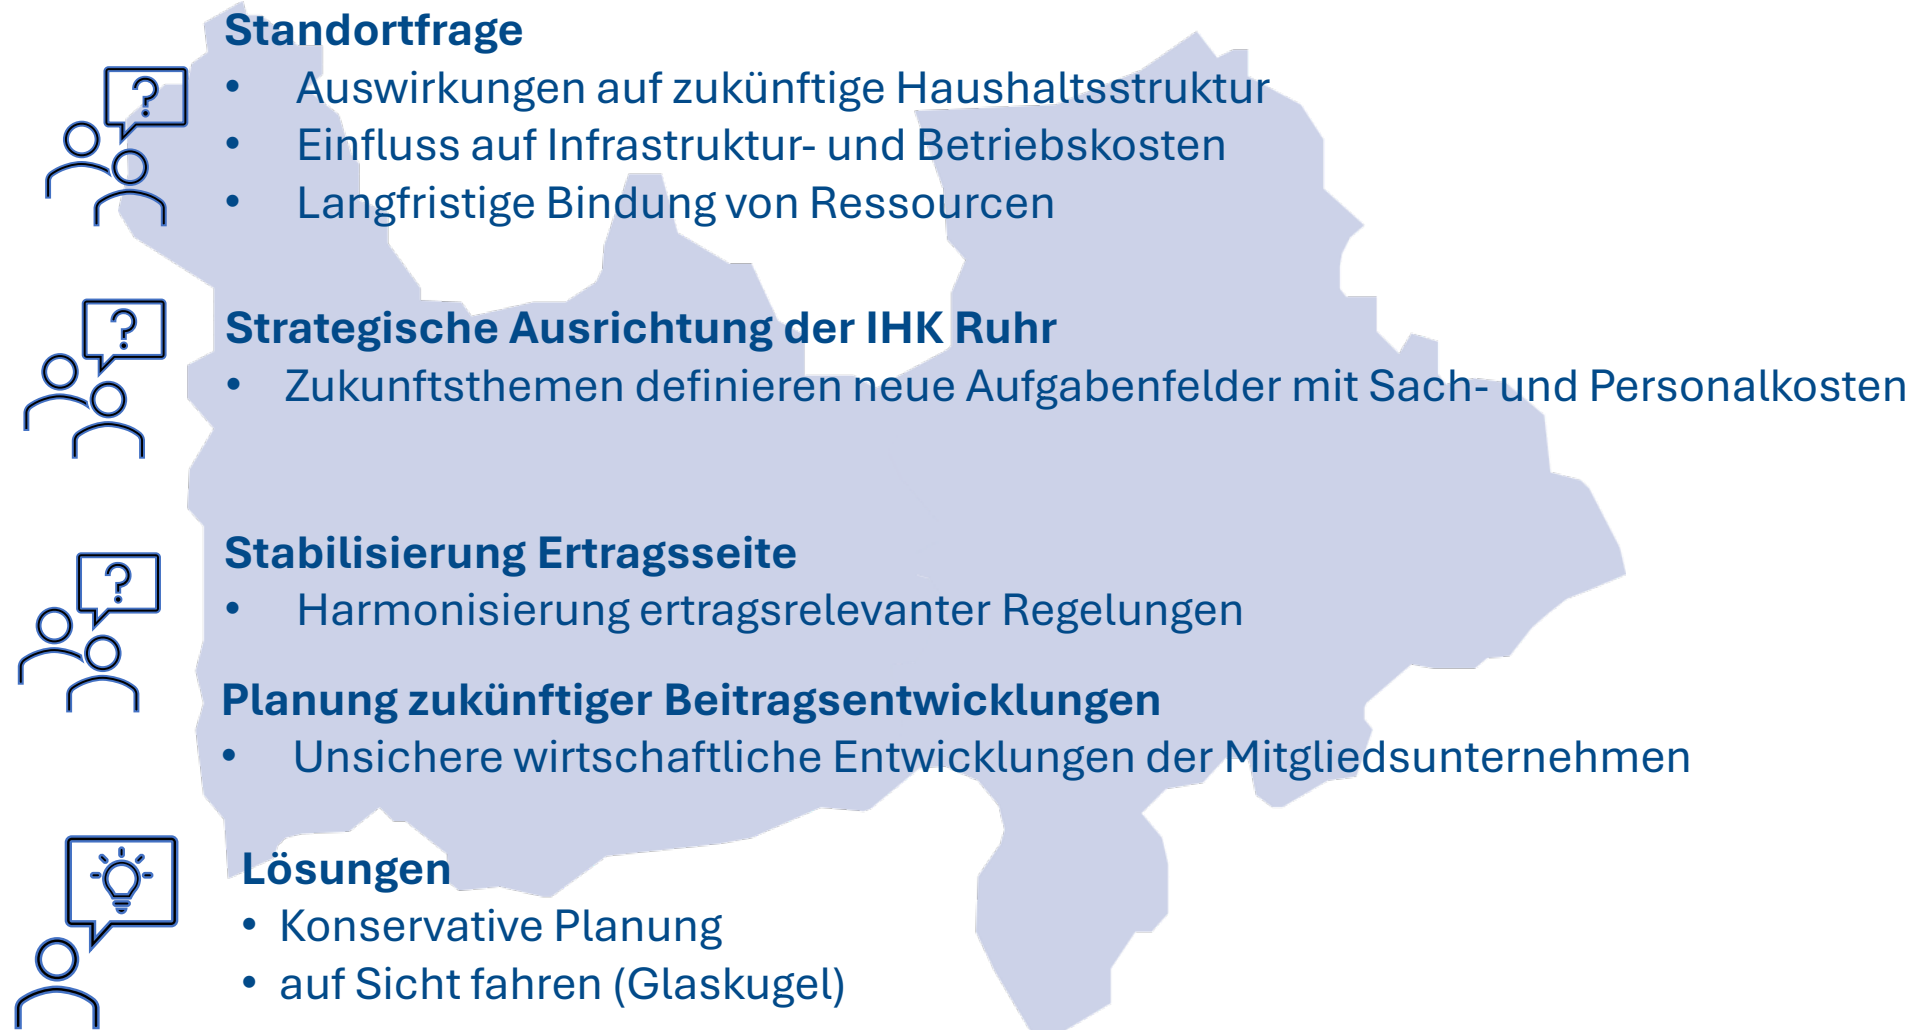 Standortfrage
• Auswirkungen auf zukünftige Haushaltsstruktur
• Einfluss auf Infrastruktur- und Betriebskosten
• Langfristige Bindung von Ressourcen
?
Strategische Ausrichtung der IHK Ruhr
• Zukunftsthemen definieren neue Aufgabenfelder mit Sach- und Personalkosten
?
Stabilisierung Ertragsseite
• Harmonisierung ertragsrelevanter Regelungen
?
Planung zukünftiger Beitragsentwicklungen
• Unsichere wirtschaftliche Entwicklungen der Mitgliedsunternehmen
Lösungen
• Konservative Planung
• auf Sicht fahren (Glaskugel)